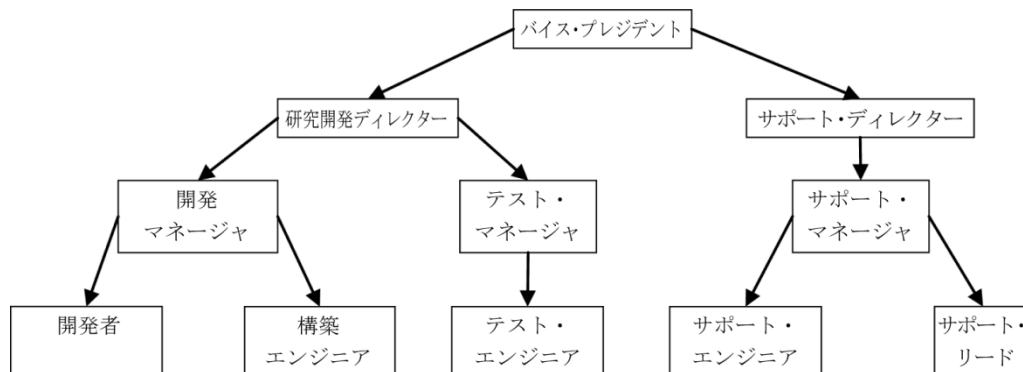 バイス・プレジデント
研究開発ディレクター
サポート・ディレクター
開発
マネージャ
テスト・
マネージャ
サポート・
マネージャ
開発者
構築
エンジニア
テスト・
エンジニア
サポート・
エンジニア
サポート・
リード